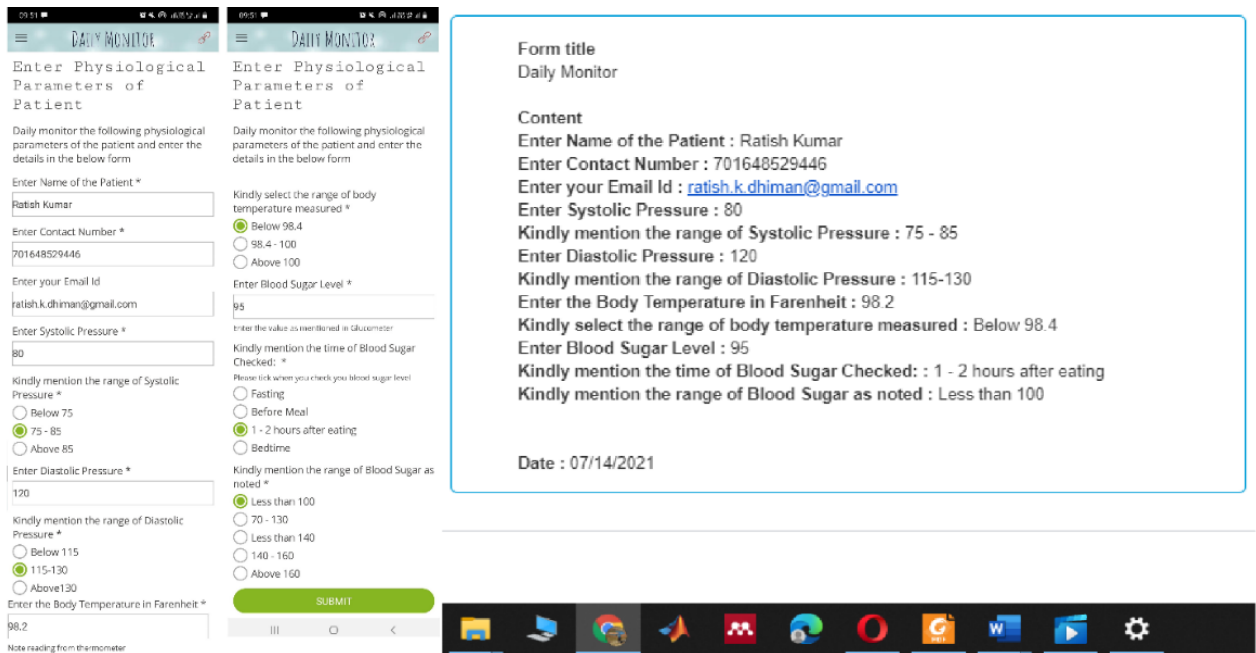 09:51
DAILY MONITOR
Enter Physiological
Parameters of
Patient
Daily monitor the following physiological
parameters of the patient and enter the
details in the below form
Enter Name of the Patient *
Ratish Kumar
Enter Contact Number *
701648529446
Enter your Email Id
ratish.k.dhiman@gmail.com
Enter Systolic Pressure *
80
Kindly mention the range of Systolic
Pressure *
Below 75
75 - 85
Above 85
Enter Diastolic Pressure *
120
Kindly mention the range of Diastolic
Pressure *
Below 115
115-130
Above130
Enter the Body Temperature in Farenheit *
98.2
Note reading from thermometer
09:51
DAILY MONITOR
Enter Physiological
Parameters of
Patient
Daily monitor the following physiological
parameters of the patient and enter the
details in the below form
Kindly select the range of body
temperature measured *
Below 98.4
98.4 - 100
Above 100
Enter Blood Sugar Level *
95
Enter the value as mentioned in Glucometer
Kindly mention the time of Blood Sugar
Checked: *
Please tick when you check you blood sugar level
Fasting
Before Meal
1 - 2 hours after eating
Bedtime
Kindly mention the range of Blood Sugar as
noted *
Less than 100
70 - 130
Less than 140
140 - 160
Above 160
SUBMIT
Form title
Daily Monitor
Content
Enter Name of the Patient : Ratish Kumar
Enter Contact Number : 701648529446
Enter your Email Id : ratish.k.dhiman@gmail.com
Enter Systolic Pressure : 80
Kindly mention the range of Systolic Pressure : 75 - 85
Enter Diastolic Pressure : 120
Kindly mention the range of Diastolic Pressure : 115-130
Enter the Body Temperature in Farenheit : 98.2
Kindly select the range of body temperature measured : Below 98.4
Enter Blood Sugar Level : 95
Kindly mention the time of Blood Sugar Checked: : 1 - 2 hours after eating
Kindly mention the range of Blood Sugar as noted : Less than 100
Date : 07/14/2021